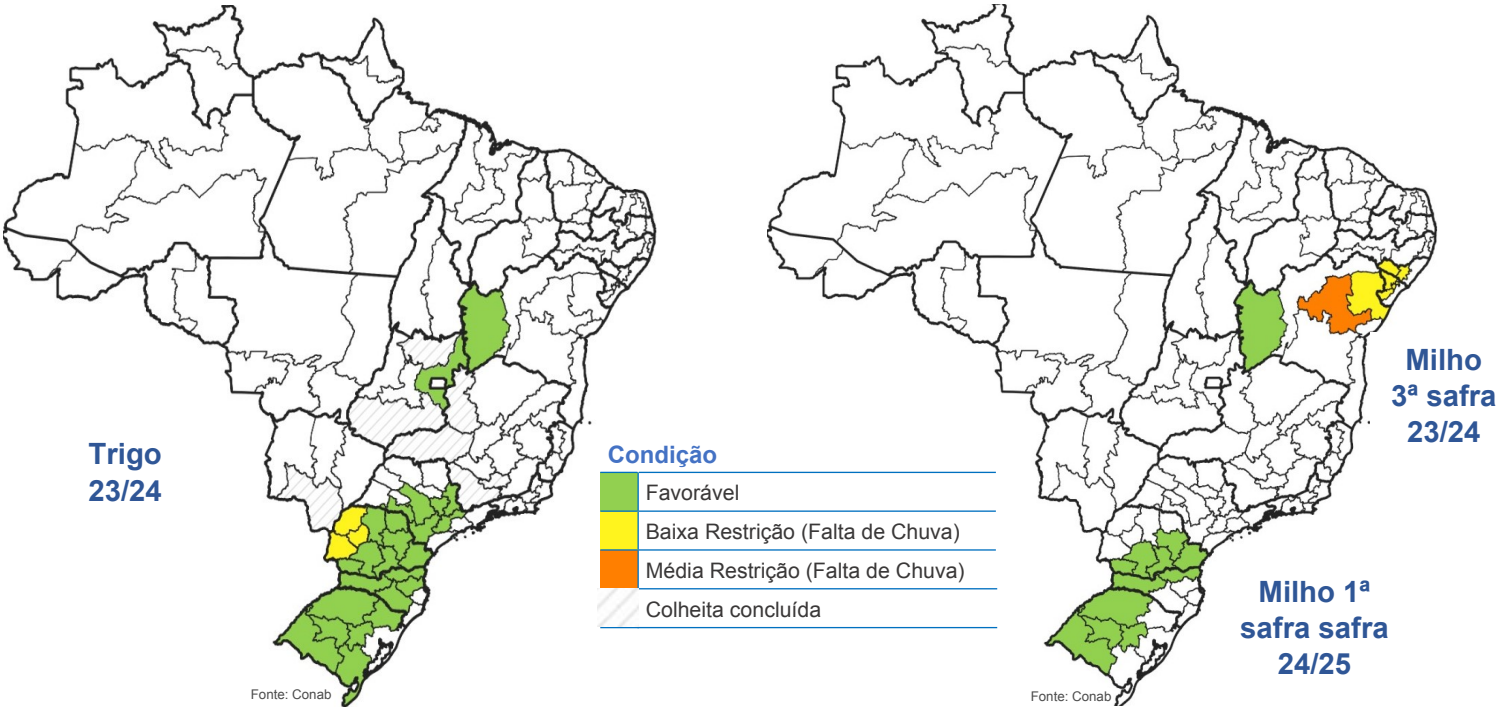 Trigo
23/24
Fonte: Conab
Condição
Favorável
Baixa Restrição (Falta de Chuva)
Média Restrição (Falta de Chuva)
Colheita concluída
Milho
3ª safra
23/24
Milho 1ª
safra safra
24/25
Fonte: Conab